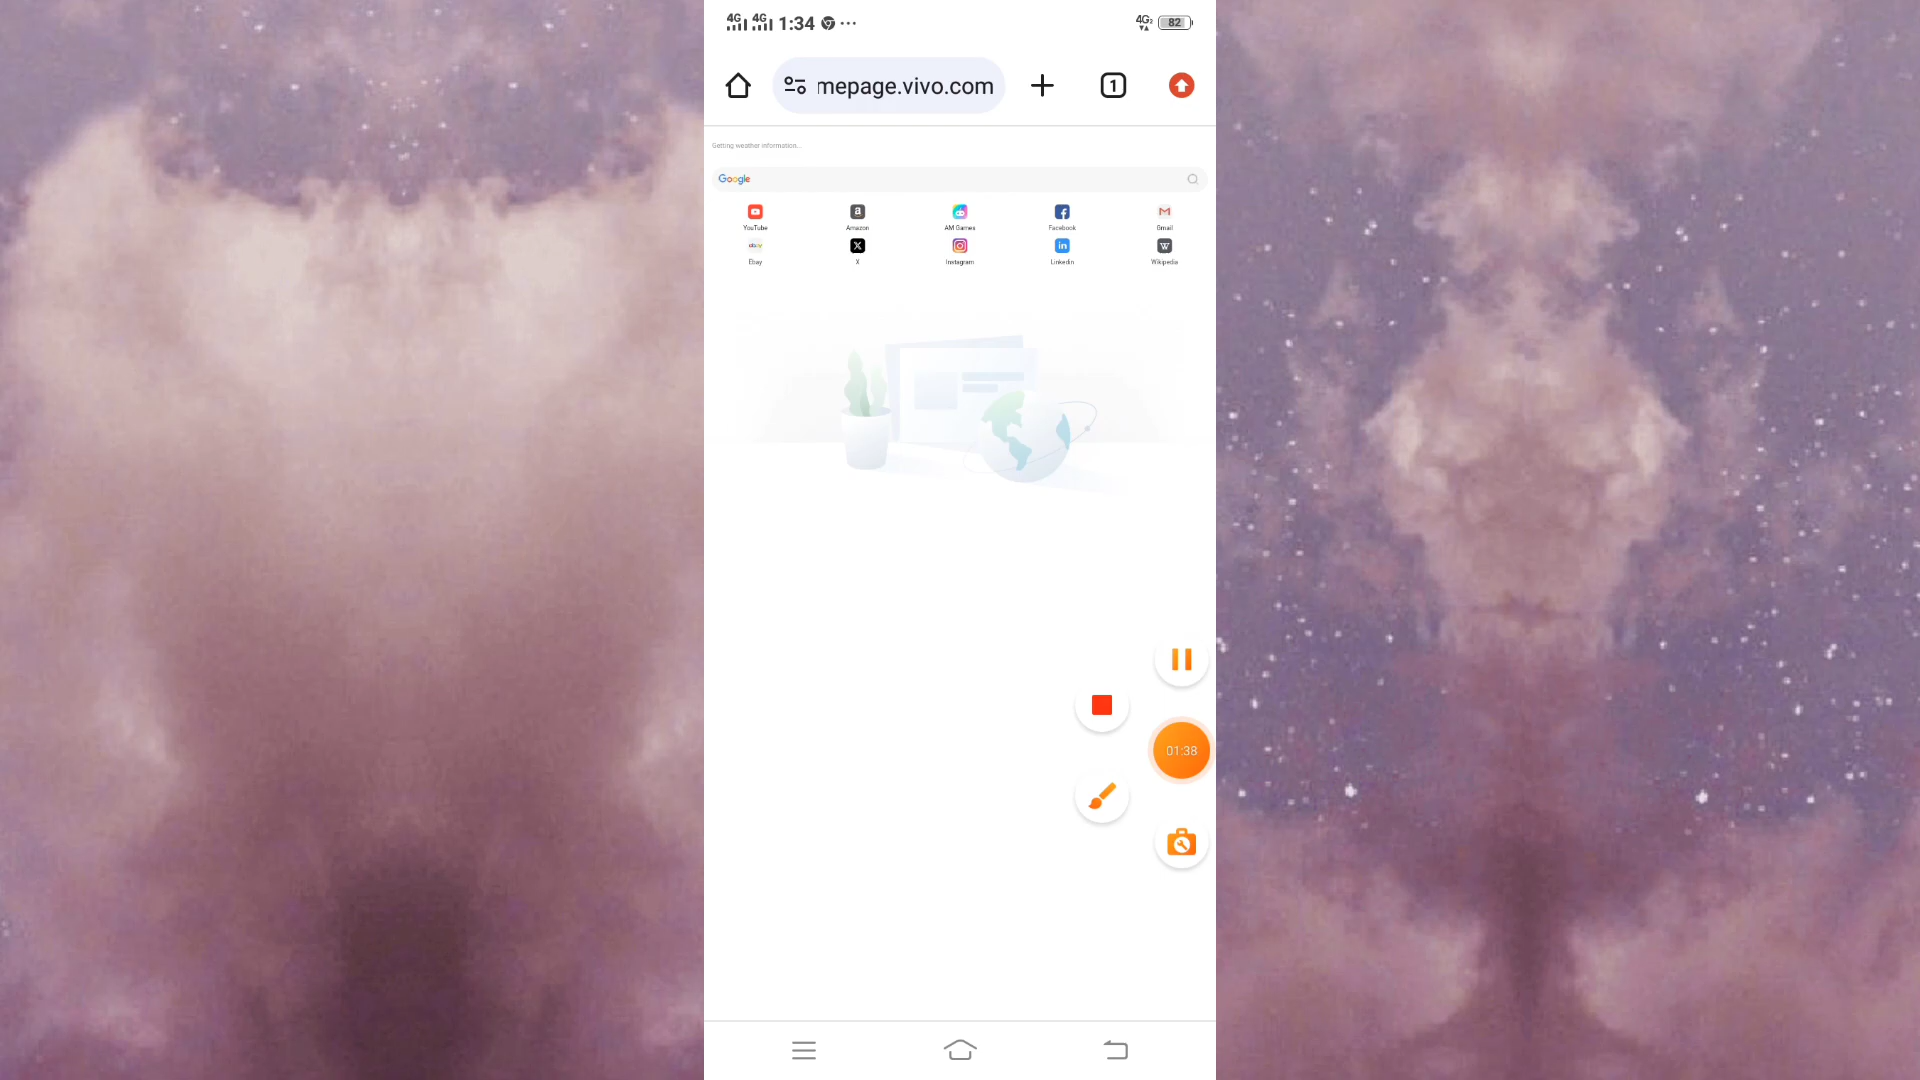 4G 4G 1:34 ... 4G2 82
mepage.vivo.com 1
Getting weather information...
Google
YouTube Amazon AM Games Facebook Gmail
Ebay X Instagram Linkedin Wikipedia
01:38